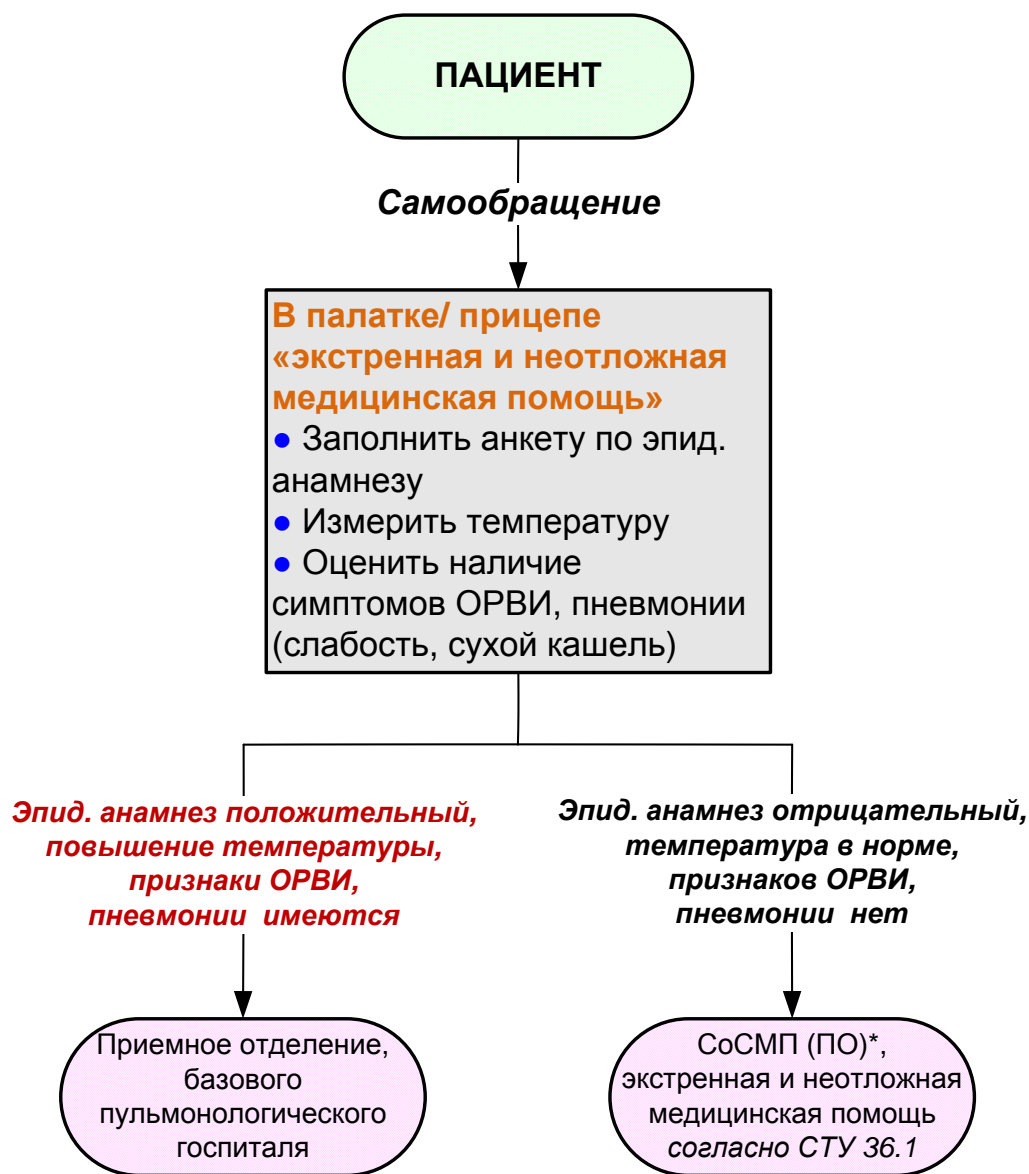 ПАЦИЕНТ
Самообращение
В палатке/ прицепе
«экстренная и неотложная
медицинская помощь»
● Заполнить анкету по эпид.
анамнезу
● Измерить температуру
● Оценить наличие
симптомов ОРВИ, пневмонии
(слабость, сухой кашель)
Эпид. анамнез положительный,
повышение температуры,
признаки ОРВИ,
пневмонии имеются
Эпид. анамнез отрицательный,
температура в норме,
признаков ОРВИ,
пневмонии нет
Приемное отделение,
базового
пульмонологического
госпиталя
СоСМП (ПО)*,
экстренная и неотложная
медицинская помощь
согласно СТУ 36.1